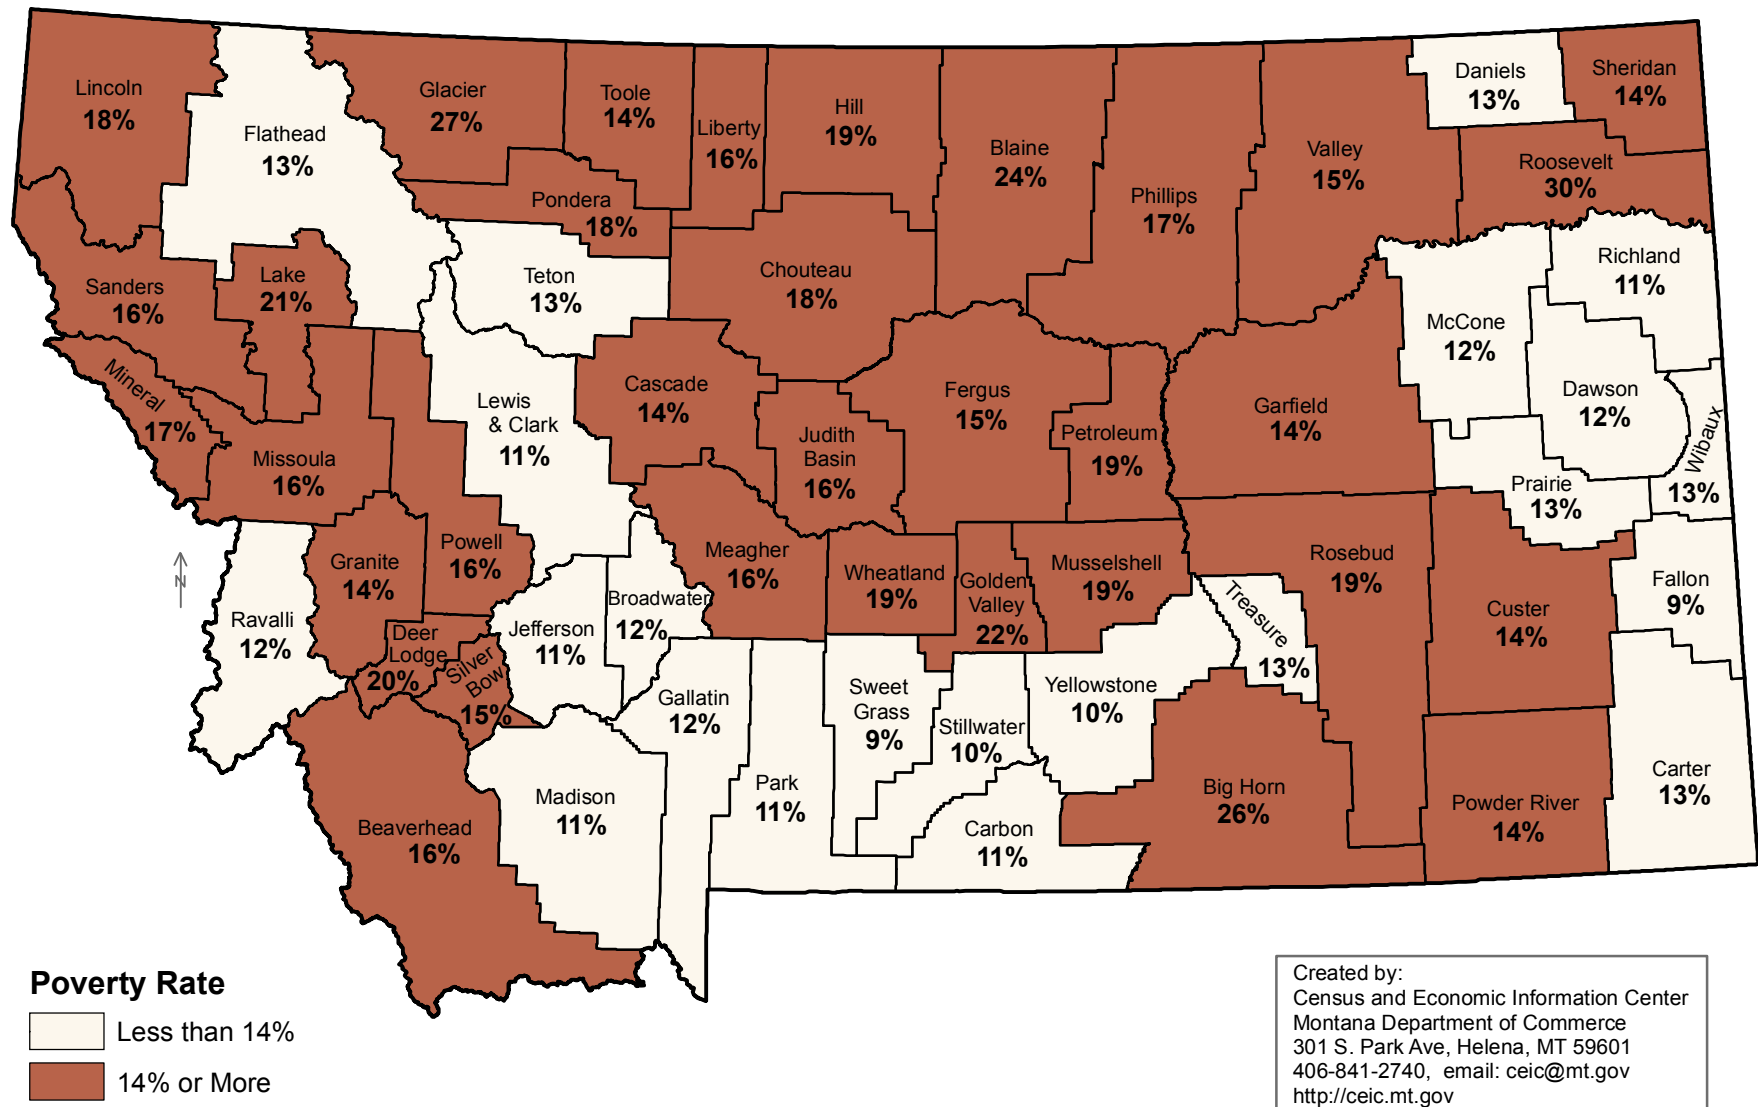 Lincoln
18%
Flathead
13%
Glacier
27%
Toole
14%
Liberty
16%
Hill
19%
Blaine
24%
Phillips
17%
Valley
15%
Daniels
13%
Sheridan
14%
Roosevelt
30%
Pondera
18%
Sanders
16%
Lake
21%
Teton
13%
Chouteau
18%
Richland
11%
McCone
12%
Mineral
17%
Missoula
16%
Lewis
& Clark
11%
Cascade
14%
Judith
Basin
16%
Fergus
15%
Petroleum
19%
Garfield
14%
Dawson
12%
Wibaux
13%
Prairie
13%
N
Ravalli
12%
Granite
14%
Powell
16%
Deer
Lodge
20%
Silver
Bow
15%
Jefferson
11%
Broadwater
12%
Meagher
16%
Wheatland
19%
Golden
Valley
22%
Musselshell
19%
Treasure
13%
Rosebud
19%
Custer
14%
Fallon
9%
Beaverhead
16%
Madison
11%
Gallatin
12%
Park
11%
Sweet
Grass
9%
Stillwater
10%
Yellowstone
10%
Carbon
11%
Big Horn
26%
Powder River
14%
Carter
13%
Poverty Rate
Less than 14%
14% or More
Created by:
Census and Economic Information Center
Montana Department of Commerce
301 S. Park Ave, Helena, MT 59601
406-841-2740, email: ceic@mt.gov
http://ceic.mt.gov